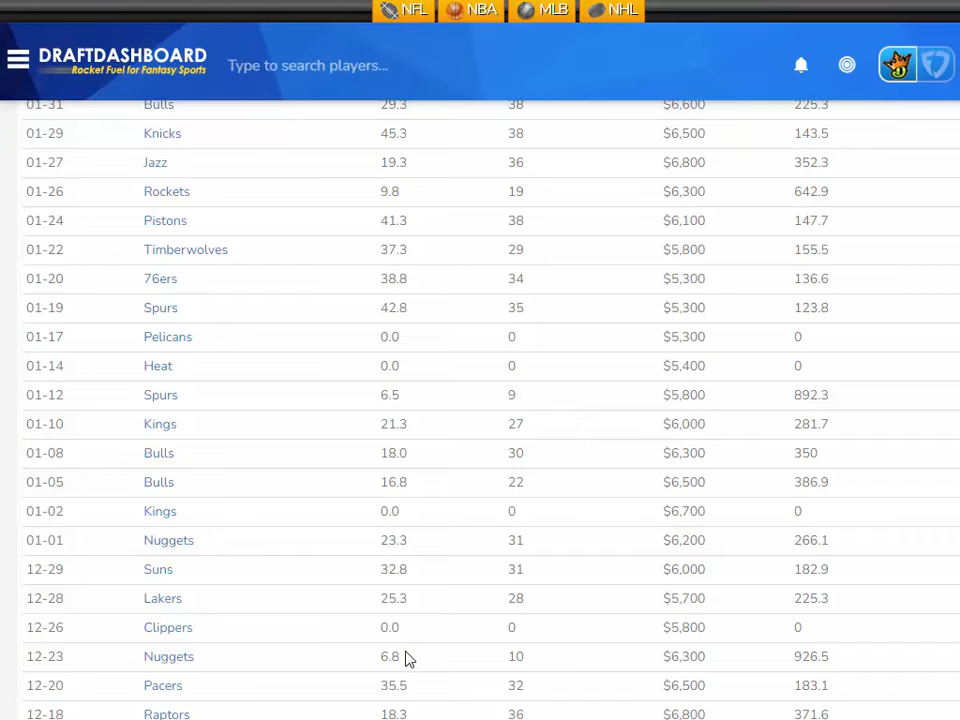 NFL NBA MLB NHL
DRAFTDASHBOARD
Rocket Fuel for Fantasy Sports
Type to search players...
01-31 Bulls 29.3 38 $6,600 225.3
01-29 Knicks 45.3 38 $6,500 143.5
01-27 Jazz 19.3 36 $6,800 352.3
01-26 Rockets 9.8 19 $6,300 642.9
01-24 Pistons 41.3 38 $6,100 147.7
01-22 Timberwolves 37.3 29 $5,800 155.5
01-20 76ers 38.8 34 $5,300 136.6
01-19 Spurs 42.8 35 $5,300 123.8
01-17 Pelicans 0.0 0 $5,300 0
01-14 Heat 0.0 0 $5,400 0
01-12 Spurs 6.5 9 $5,800 892.3
01-10 Kings 21.3 27 $6,000 281.7
01-08 Bulls 18.0 30 $6,300 350
01-05 Bulls 16.8 22 $6,500 386.9
01-02 Kings 0.0 0 $6,700 0
01-01 Nuggets 23.3 31 $6,200 266.1
12-29 Suns 32.8 31 $6,000 182.9
12-28 Lakers 25.3 28 $5,700 225.3
12-26 Clippers 0.0 0 $5,800 0
12-23 Nuggets 6.8 10 $6,300 926.5
12-20 Pacers 35.5 32 $6,500 183.1
12-18 Raptors 18.3 36 $6,800 371.6